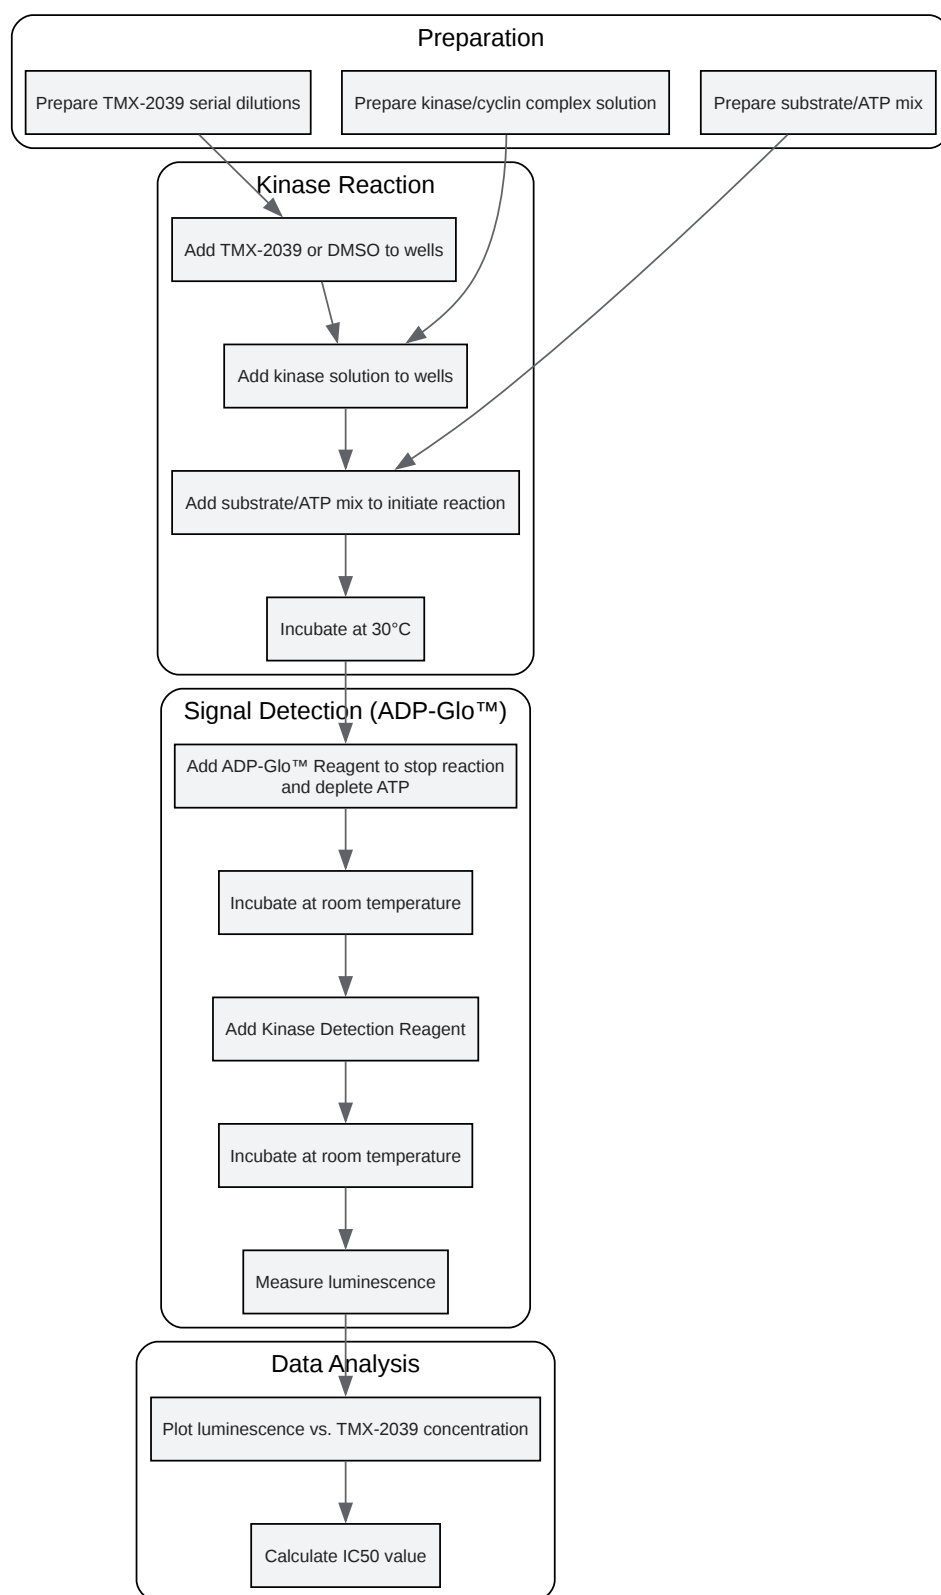 Preparation
Prepare TMX-2039 serial dilutions
Prepare kinase/cyclin complex solution
Prepare substrate/ATP mix
Kinase Reaction
Add TMX-2039 or DMSO to wells
Add kinase solution to wells
Add substrate/ATP mix to initiate reaction
Incubate at 30°C
Signal Detection (ADP-Glo™)
Add ADP-Glo™ Reagent to stop reaction
and deplete ATP
Incubate at room temperature
Add Kinase Detection Reagent
Incubate at room temperature
Measure luminescence
Data Analysis
Plot luminescence vs. TMX-2039 concentration
Calculate IC50 value